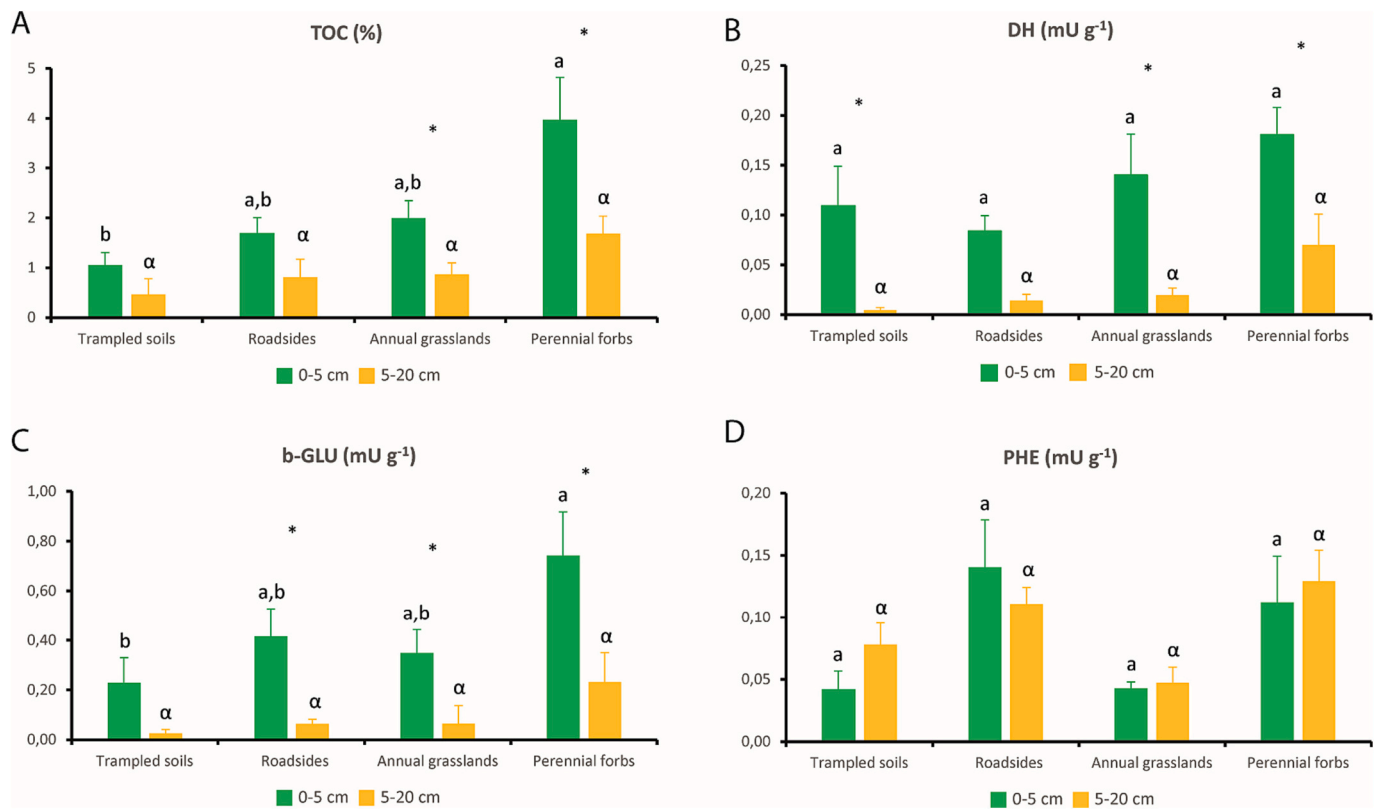 A
TOC (%)
*
5
a
4
*
3
a,b
a,b
2
α
b
α
α
1
α
0
Trampled soils Roadsides Annual grasslands Perennial forbs
0-5 cm 5-20 cm
B
DH (mU g-1)
0,25
*
*
*
0,20
a
a
a
0,15
α
a
0,10
0,05
α
α
α
0,00
Trampled soils Roadsides Annual grasslands Perennial forbs
0-5 cm 5-20 cm
C
b-GLU (mU g-1)
*
1,00
a
0,80
*
*
0,60
a,b
a,b
0,40
α
b
0,20
α
α
α
0,00
Trampled soils Roadsides Annual grasslands Perennial forbs
0-5 cm 5-20 cm
D
PHE (mU g-1)
0,20
a
a
α
0,15
α
α
0,10
a
a
α
0,05
0,00
Trampled soils Roadsides Annual grasslands Perennial forbs
0-5 cm 5-20 cm